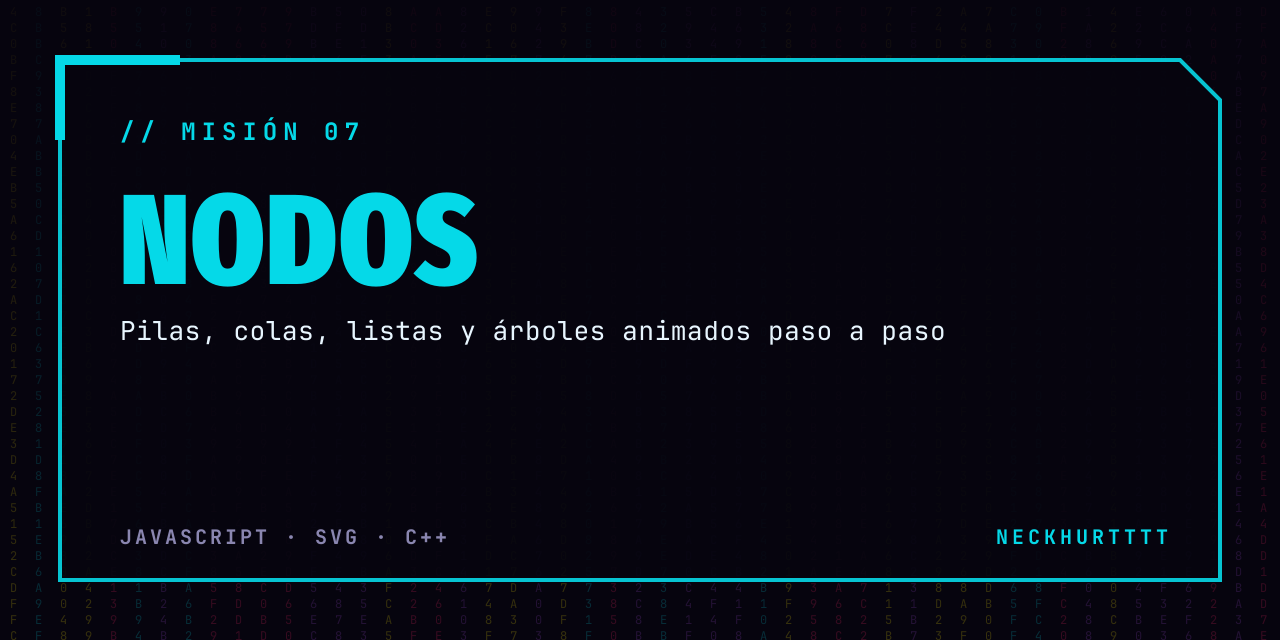 // MISIÓN 07
NODOS
Pilas, colas, listas y árboles animados paso a paso
JAVASCRIPT · SVG · C++
NECKHURTTTT